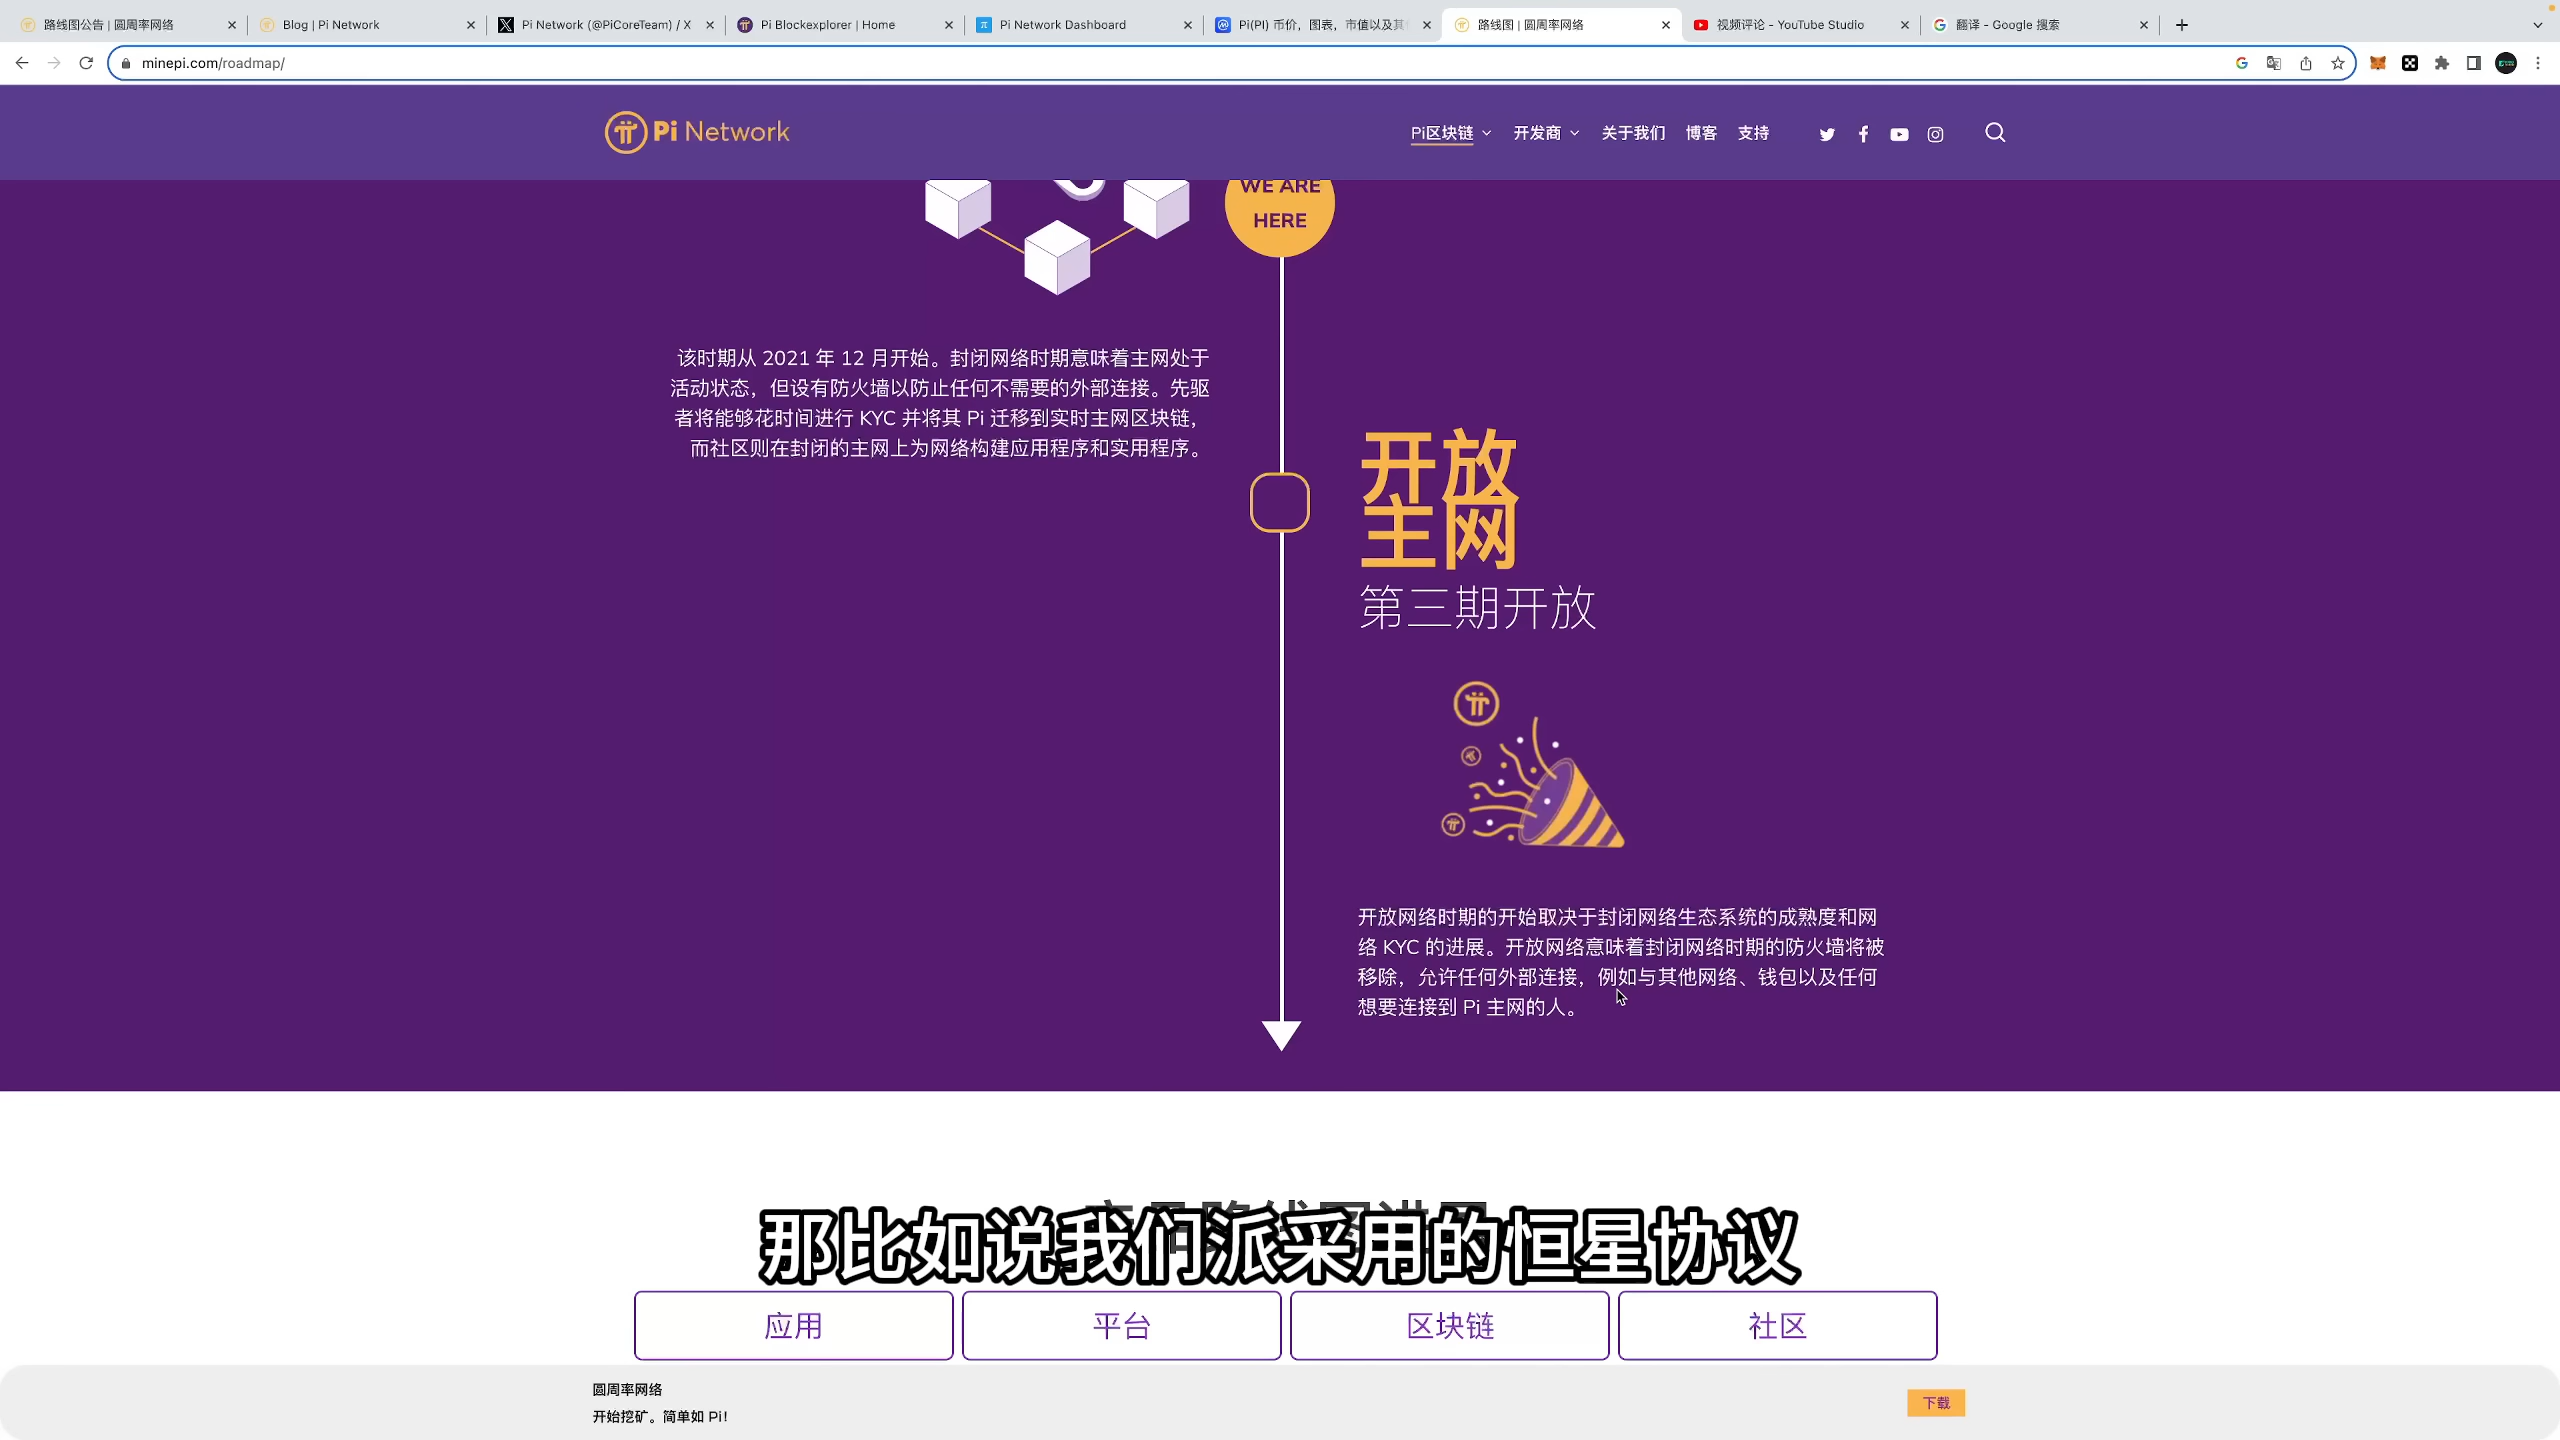 路线图公告 | 圆周率网络
Blog | Pi Network
Pi Network (@PiCoreTeam) / X
Pi Blockexplorer | Home
Pi Network Dashboard
Pi(PI) 币价，图表，市值以及其他
路线图 | 圆周率网络
视频评论 - YouTube Studio
翻译 - Google 搜索
minepi.com/roadmap/
Pi Network
Pi区块链
开发商
关于我们
博客
支持
WE ARE
HERE
该时期从 2021 年 12 月开始。封闭网络时期意味着主网处于
活动状态，但设有防火墙以防止任何不需要的外部连接。先驱
者将能够花时间进行 KYC 并将其 Pi 迁移到实时主网区块链，
而社区则在封闭的主网上为网络构建应用程序和实用程序。
开放
主网
第三期开放
开放网络时期的开始取决于封闭网络生态系统的成熟度和网
络 KYC 的进展。开放网络意味着封闭网络时期的防火墙将被
移除，允许任何外部连接，例如与其他网络、钱包以及任何
想要连接到 Pi 主网的人。
那比如说我们派采用的恒星协议
应用
平台
区块链
社区
圆周率网络
开始挖矿。简单如 Pi！
下载